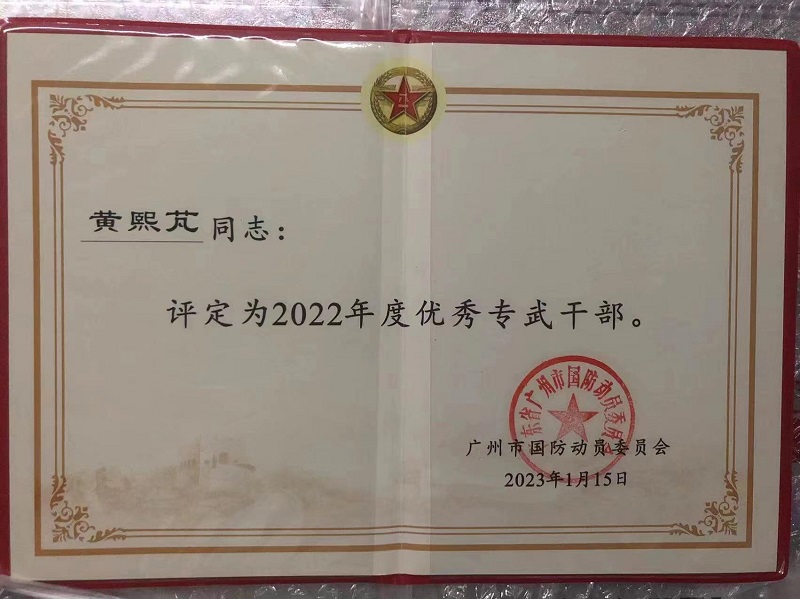 黄熙芃同志：
评定为2022年度优秀专武干部。
广东省广州市国防动员委员会
广州市国防动员委员会
2023年1月15日
八一